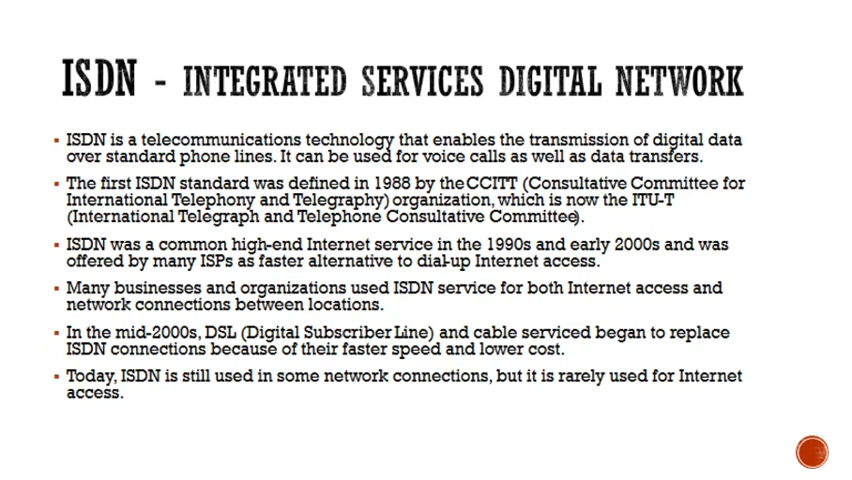 ISDN - INTEGRATED SERVICES DIGITAL NETWORK
ISDN is a telecommunications technology that enables the transmission of digital data
over standard phone lines. It can be used for voice calls as well as data transfers.
The first ISDN standard was defined in 1988 by the CCITT (Consultative Committee for
International Telephony and Telegraphy) organization, which is now the ITU-T
(International Telegraph and Telephone Consultative Committee).
ISDN was a common high-end Internet service in the 1990s and early 2000s and was
offered by many ISPs as faster alternative to dial-up Internet access.
Many businesses and organizations used ISDN service for both Internet access and
network connections between locations.
In the mid-2000s, DSL (Digital Subscriber Line) and cable serviced began to replace
ISDN connections because of their faster speed and lower cost.
Today, ISDN is still used in some network connections, but it is rarely used for Internet
access.